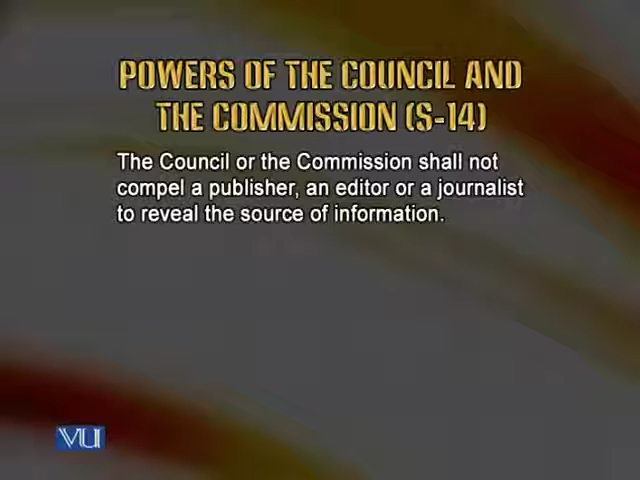 POWERS OF THE COUNCIL AND
THE COMMISSION (S-14)
The Council or the Commission shall not
compel a publisher, an editor or a journalist
to reveal the source of information.
VU